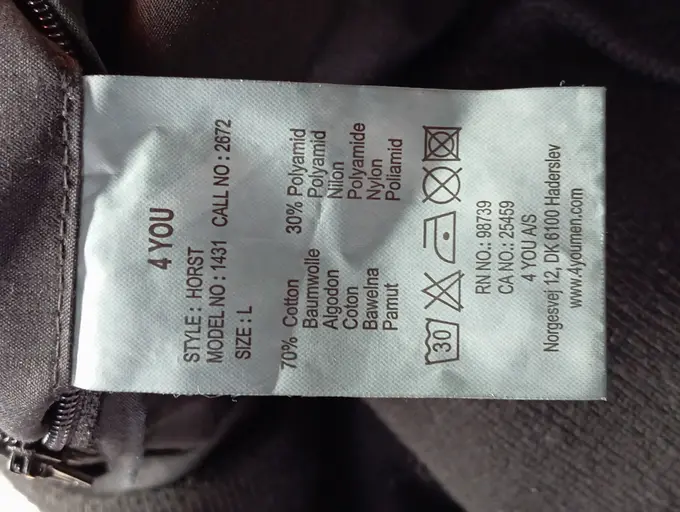 4 YOU
STYLE : HORST
MODEL NO : 1431 CALL NO : 2672
SIZE : L
70% Cotton 30% Polyamid
Baumwolle Polyamid
Algodon Nilon
Coton Polyamide
Bawelna Nylon
Pamut Poliamid
30
RN NO.: 98739
CA NO.: 25459
4 YOU A/S
Norgesvej 12, DK 6100 Haderslev
www.4youmen.com